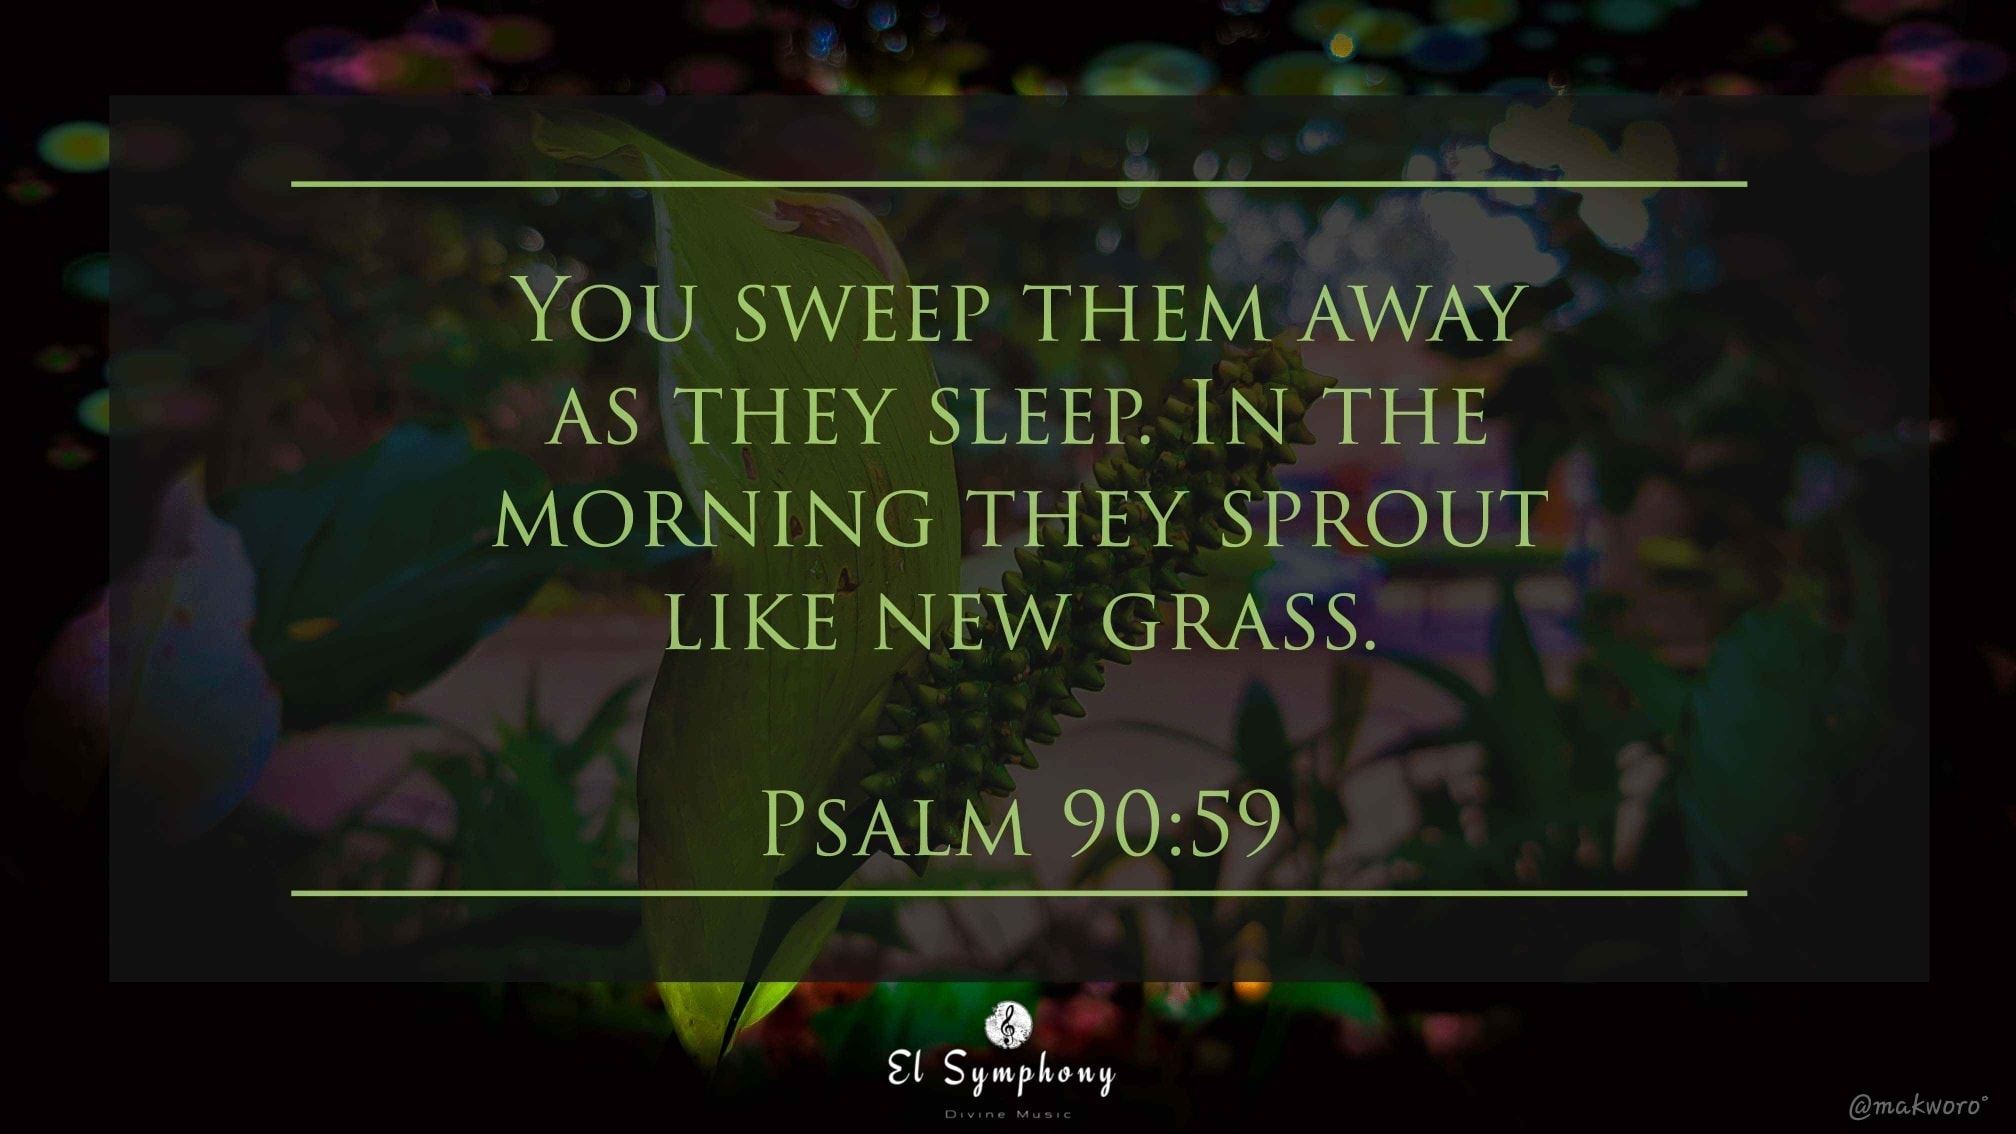 You sweep them away
as they sleep. In the
morning they sprout
like new grass.
Psalm 90:59
El Symphony
Divine Music
@makworo°